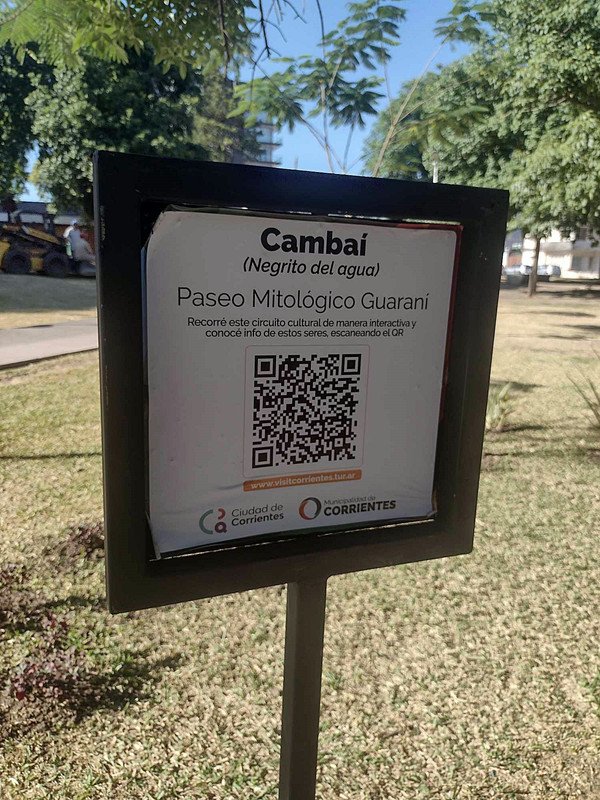 Cambaí
(Negrito del agua)
Paseo Mitológico Guaraní
Recorré este circuito cultural de manera interactiva y
conocé info de estos seres, escaneando el QR
www.visitcorrientes.tur.ar
Ciudad de
Corrientes
Municipalidad de
CORRIENTES